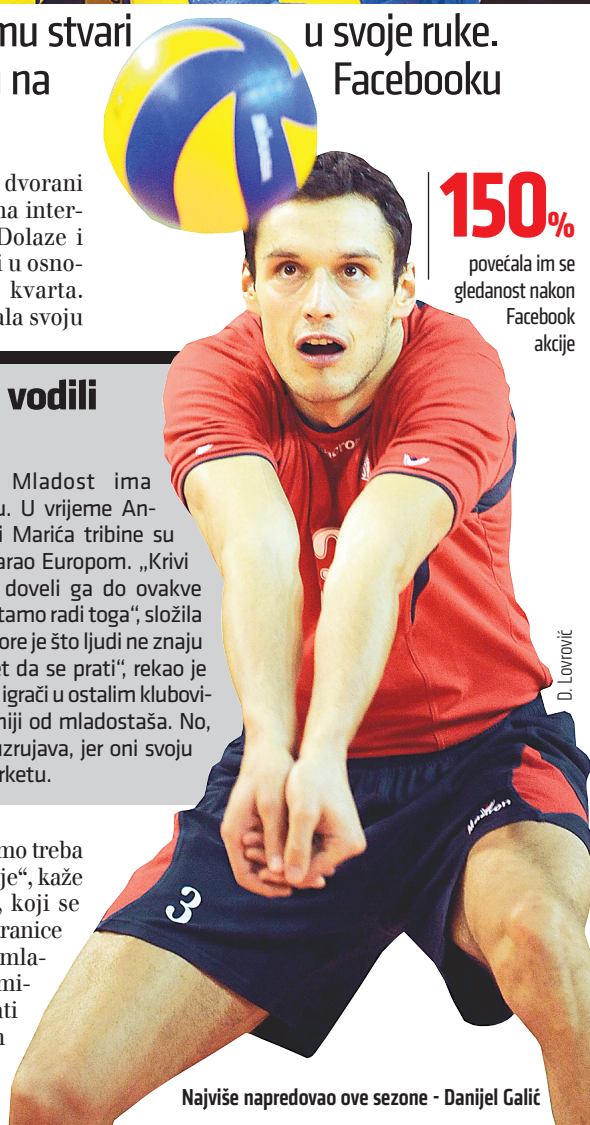 mu stvari u svoje ruke.
na Facebooku
dvorani
na inter-
Dolaze i
i u osno-
kvarta.
ala svoju
150%
povećala im se
gledanost nakon
Facebook
akcije
vodili
Mladost ima
u. U vrijeme An-
i Marića tribine su
arao Europom. „Krivi
doveli ga do ovakve
tamo radi toga“, složila
ore je što ljudi ne znaju
et da se prati“, rekao je
igrači u ostalim klubovi-
niji od mladostaša. No,
uzrujava, jer oni svoju
rketu.
D. Lovrović
mo treba
je“, kaže
, koji se
ranice
mla-
mi-
ti
3
Najviše napredovao ove sezone - Danijel Galić